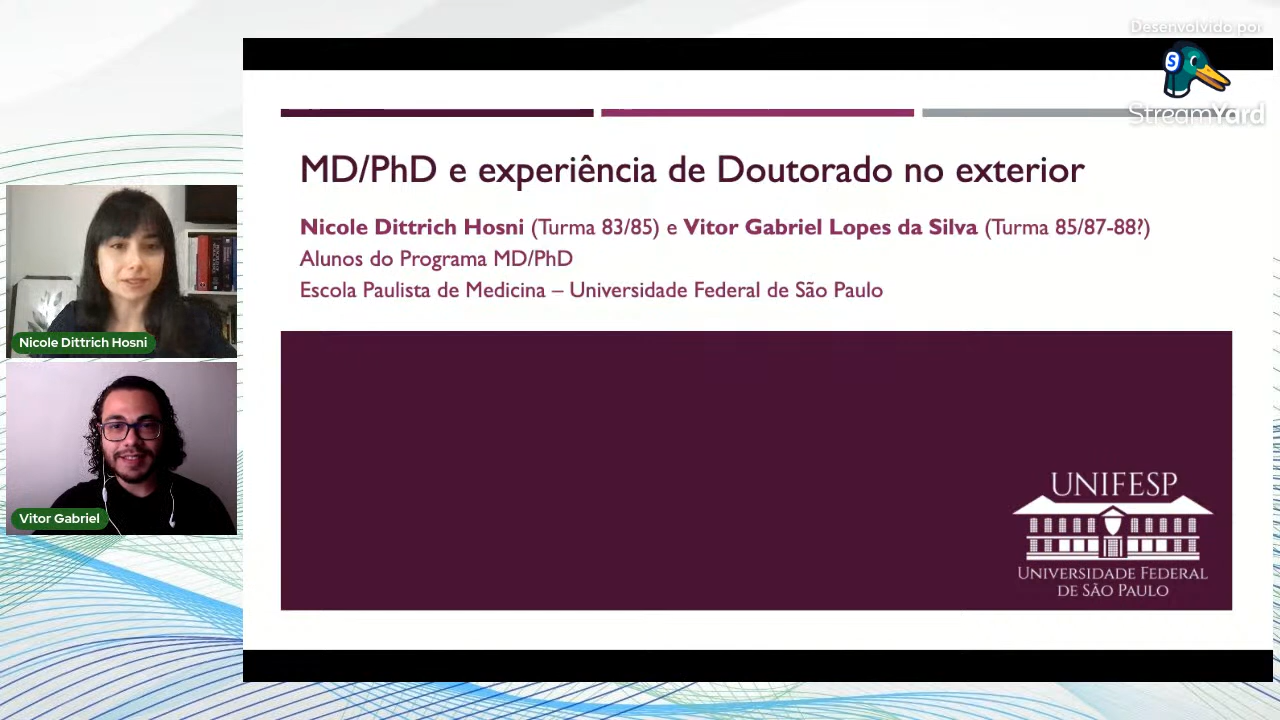 Desenvolvido por
S
StreamYard
MD/PhD e experiência de Doutorado no exterior
Nicole Dittrich Hosni (Turma 83/85) e Vitor Gabriel Lopes da Silva (Turma 85/87-88?)
Alunos do Programa MD/PhD
Escola Paulista de Medicina – Universidade Federal de São Paulo
Nicole Dittrich Hosni
Vitor Gabriel
UNIFESP
UNIVERSIDADE FEDERAL
DE SÃO PAULO